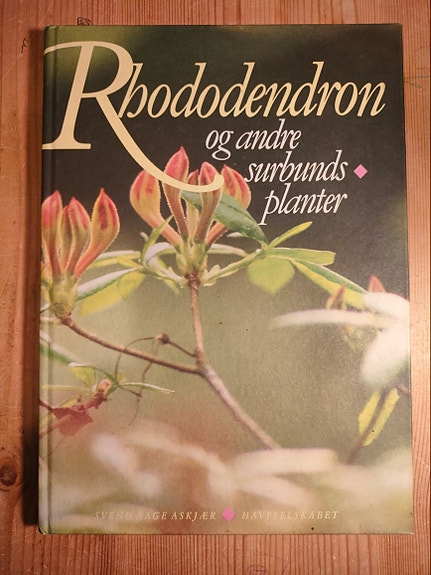 Rhododendron
og andre
surbunds
planter
SVEND AAGE ASKJÆR HAVESELSKABET